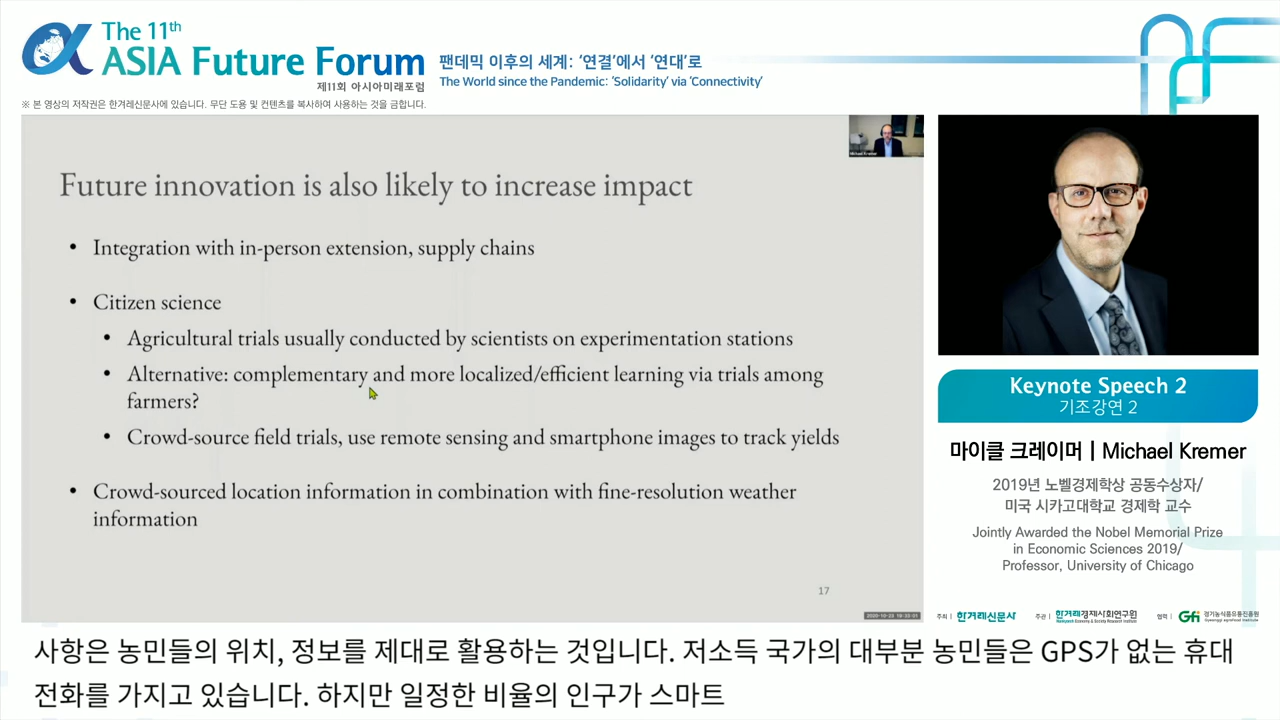 The 11th
ASIA Future Forum
제11회 아시아미래포럼
팬데믹 이후의 세계: ‘연결’에서 ‘연대’로
The World since the Pandemic: ‘Solidarity’ via ‘Connectivity’
※ 본 영상의 저작권은 한겨레신문사에 있습니다. 무단 도용 및 컨텐츠를 복사하여 사용하는 것을 금합니다.
Michael Kremer
Future innovation is also likely to increase impact
• Integration with in-person extension, supply chains
• Citizen science
• Agricultural trials usually conducted by scientists on experimentation stations
• Alternative: complementary and more localized/efficient learning via trials among
farmers?
• Crowd-source field trials, use remote sensing and smartphone images to track yields
• Crowd-sourced location information in combination with fine-resolution weather
information
17
Keynote Speech 2
기조강연 2
마이클 크레이머 | Michael Kremer
2019년 노벨경제학상 공동수상자/
미국 시카고대학교 경제학 교수
Jointly Awarded the Nobel Memorial Prize
in Economic Sciences 2019/
Professor, University of Chicago
주최 | 한겨레신문사 주관 | 한겨레경제사회연구원 협력 | Gfi 경기농식품유통진흥원
사항은 농민들의 위치, 정보를 제대로 활용하는 것입니다. 저소득 국가의 대부분 농민들은 GPS가 없는 휴대
전화를 가지고 있습니다. 하지만 일정한 비율의 인구가 스마트